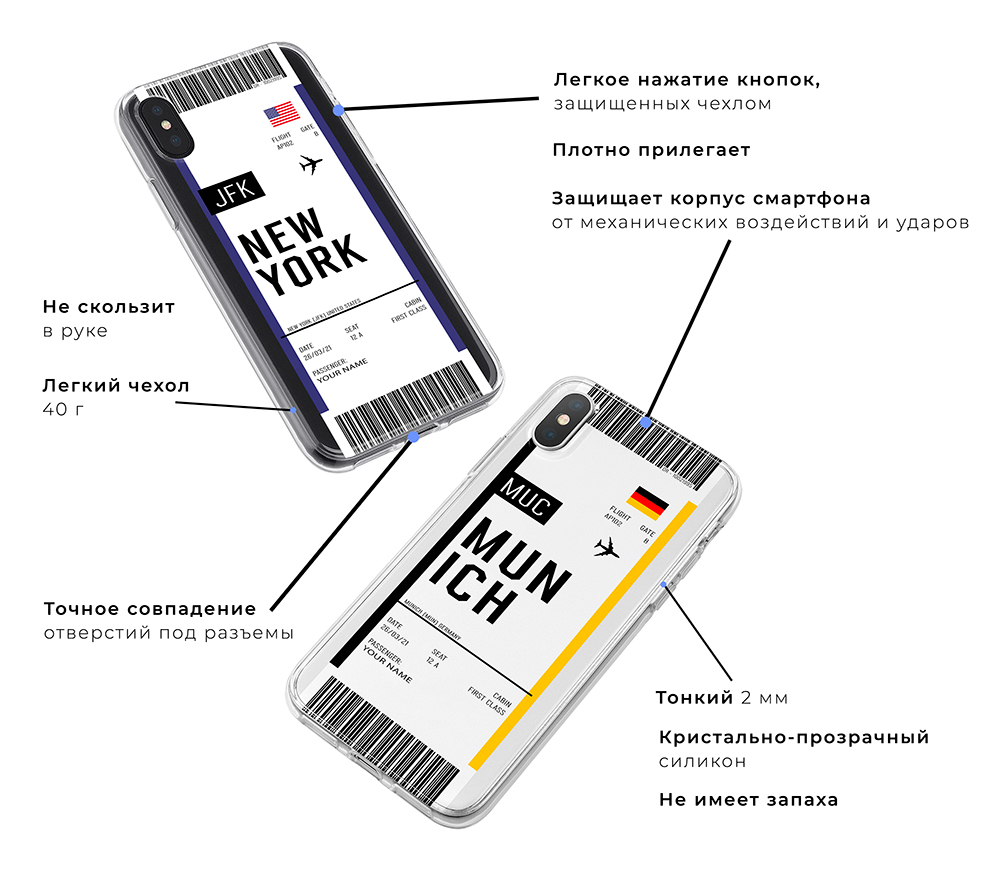 Легкое нажатие кнопок,
защищенных чехлом
Плотно прилегает
Защищает корпус смартфона
от механических воздействий и ударов
FLIGHT
AP102
GATE
B
JFK
NEW
YORK
NEW YORK (JFK) UNITED STATES
DATE
26/03/21
SEAT
12 A
CABIN
FIRST CLASS
PASSENGER:
YOUR NAME
Не скользит
в руке
Легкий чехол
40 г
MUC
FLIGHT
AP102
GATE
B
MUN
ICH
MUNICH (MUN) GERMANY
DATE
26/03/21
SEAT
12 A
PASSENGER:
YOUR NAME
CABIN
FIRST CLASS
Точное совпадение
отверстий под разъемы
Тонкий 2 мм
Кристально-прозрачный
силикон
Не имеет запаха